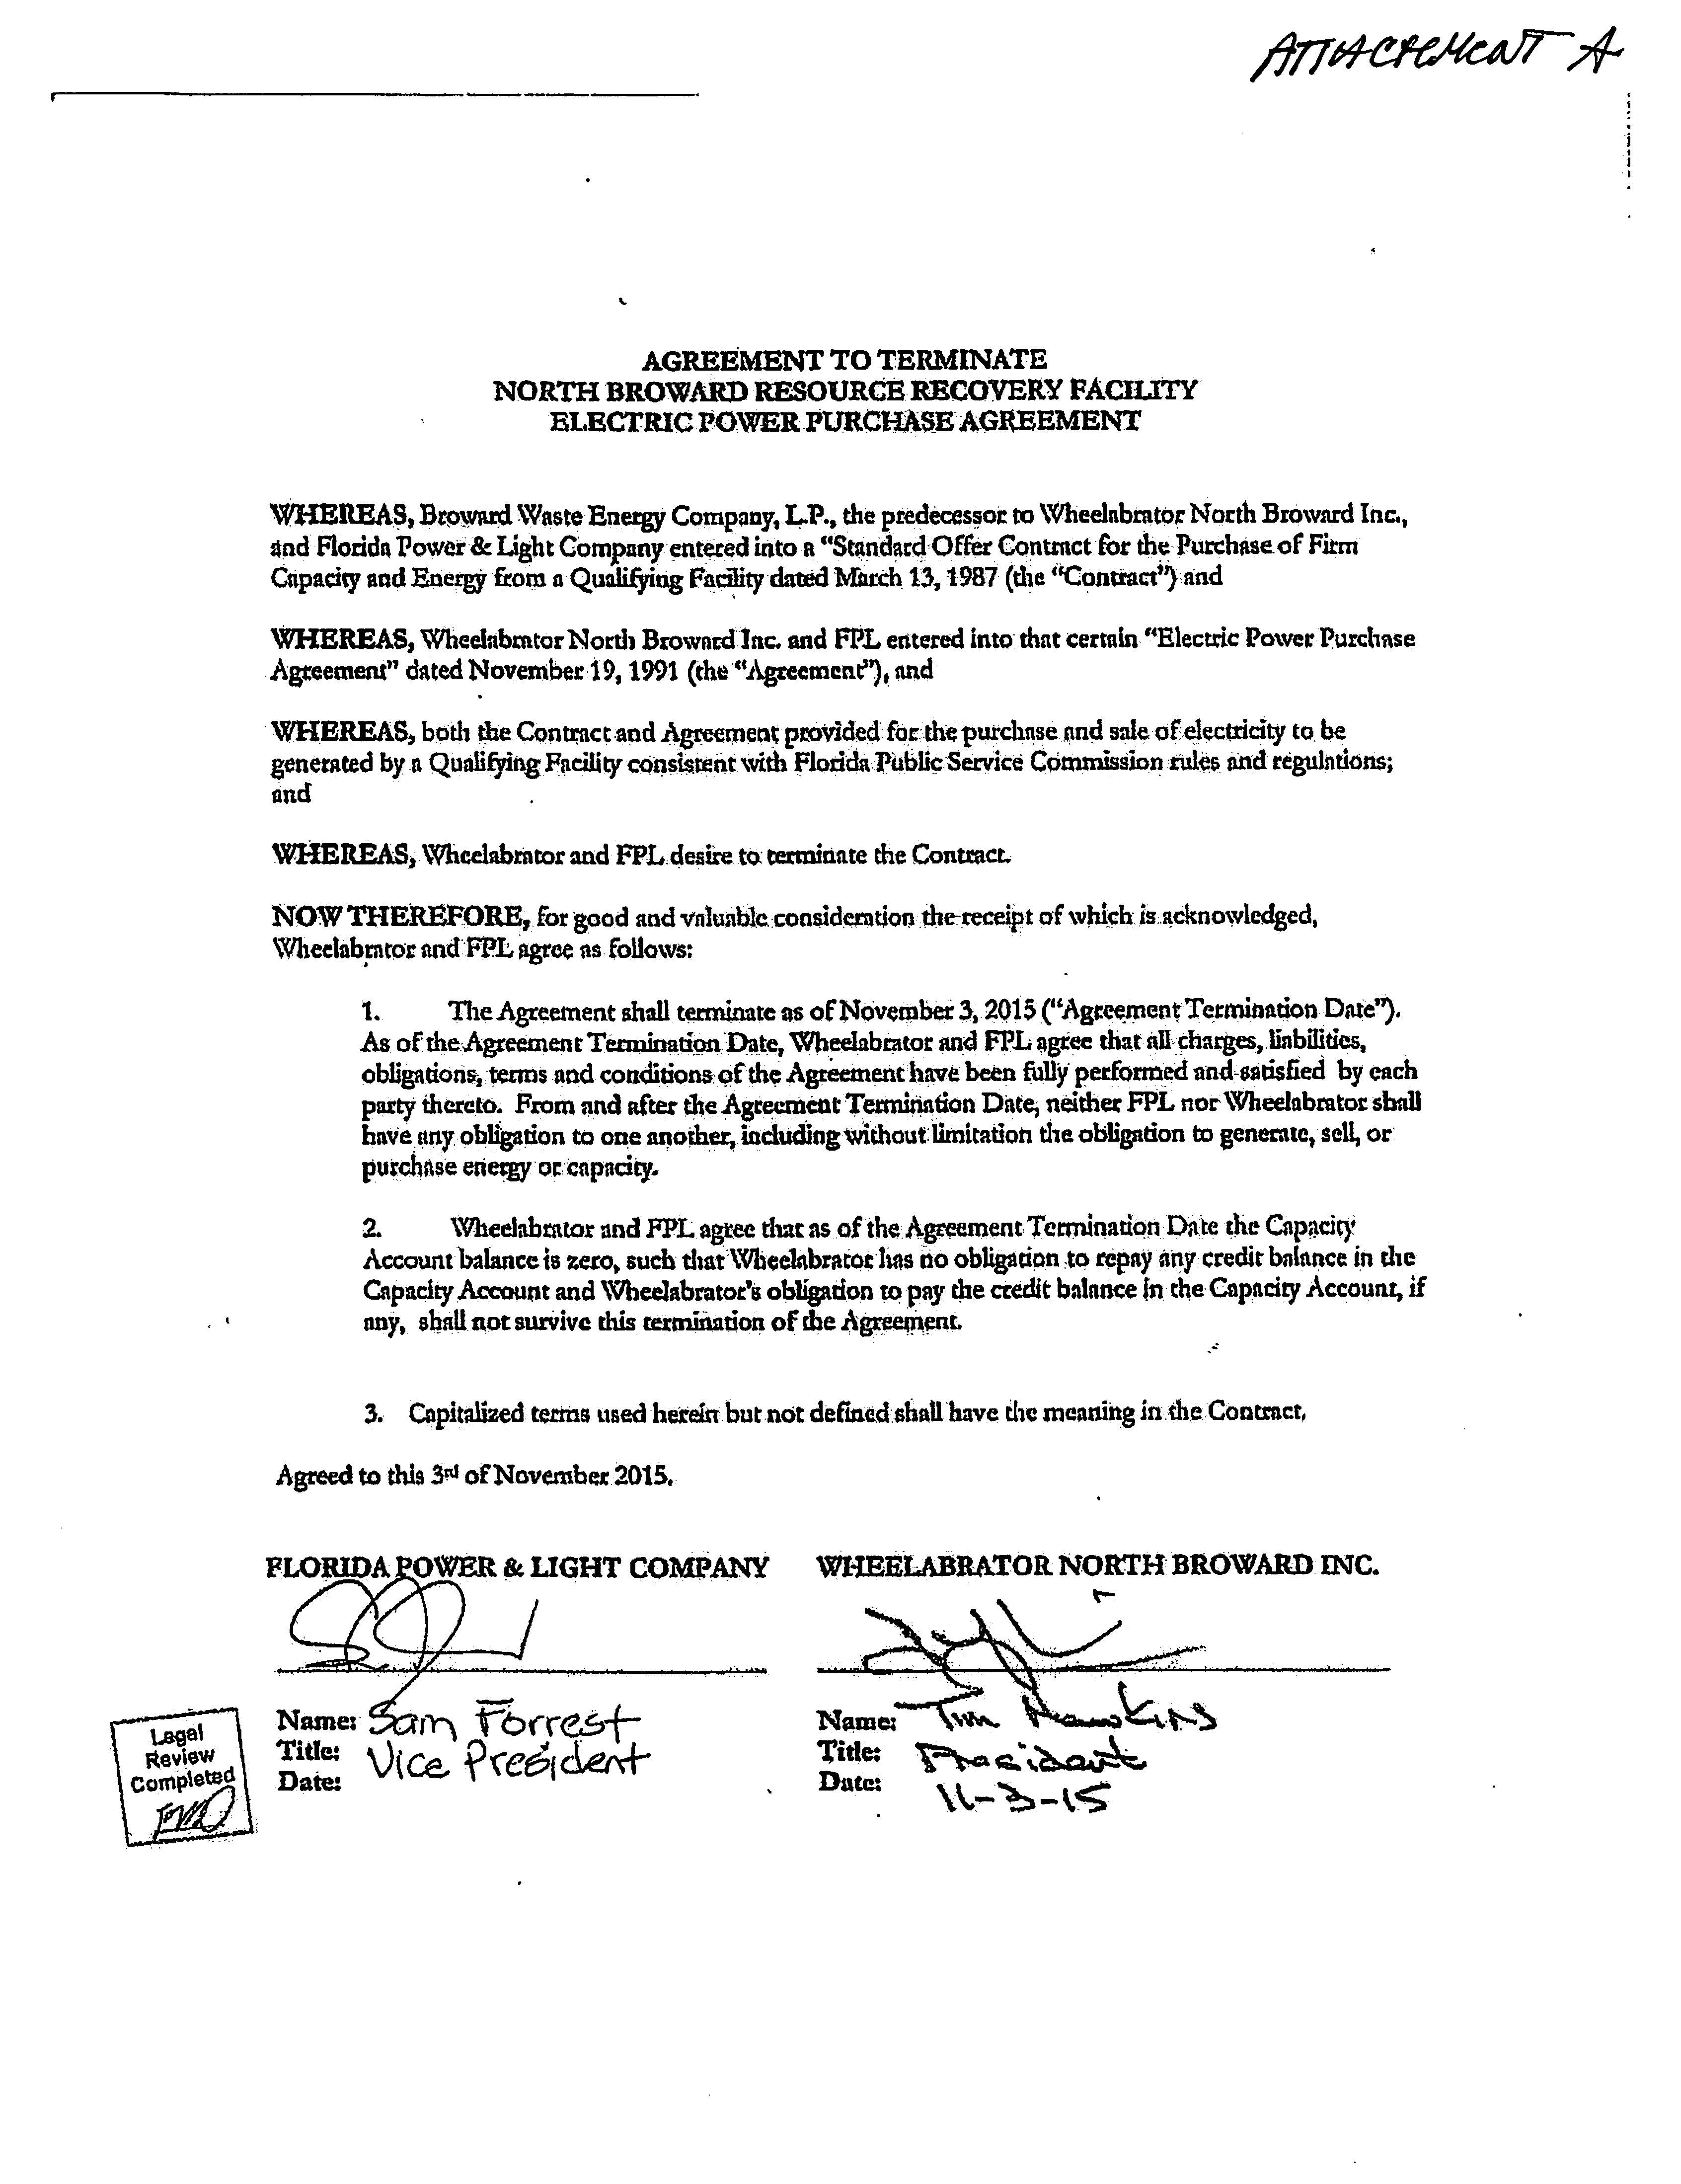 ATTACHMENT A
AGREEMENT TO TERMINATE
NORTH BROWARD RESOURCE RECOVERY FACILITY
ELECTRIC POWER PURCHASE AGREEMENT
WHEREAS, Broward Waste Energy Company, L.P., the predecessor to Wheelabrator North Broward Inc.,
and Florida Power & Light Company entered into a “Standard Offer Contract for the Purchase of Firm
Capacity and Energy from a Qualifying Facility dated March 13, 1987 (the “Contract”) and
WHEREAS, Wheelabrator North Broward Inc. and FPL entered into that certain “Electric Power Purchase
Agreement” dated November 19, 1991 (the “Agreement”), and
WHEREAS, both the Contract and Agreement provided for the purchase and sale of electricity to be
generated by a Qualifying Facility consistent with Florida Public Service Commission rules and regulations;
and
WHEREAS, Wheelabrator and FPL desire to terminate the Contract.
NOW THEREFORE, for good and valuable consideration the receipt of which is acknowledged,
Wheelabrator and FPL agree as follows:
1. The Agreement shall terminate as of November 3, 2015 (“Agreement Termination Date”).
As of the Agreement Termination Date, Wheelabrator and FPL agree that all charges, liabilities,
obligations, terms and conditions of the Agreement have been fully performed and satisfied by each
party thereto. From and after the Agreement Termination Date, neither FPL nor Wheelabrator shall
have any obligation to one another, including without limitation the obligation to generate, sell, or
purchase energy or capacity.
2. Wheelabrator and FPL agree that as of the Agreement Termination Date the Capacity
Account balance is zero, such that Wheelabrator has no obligation to repay any credit balance in the
Capacity Account and Wheelabrator’s obligation to pay the credit balance in the Capacity Account, if
any, shall not survive this termination of the Agreement.
3. Capitalized terms used herein but not defined shall have the meaning in the Contract.
Agreed to this 3rd of November 2015.
FLORIDA POWER & LIGHT COMPANY
Name: Sam Forrest
Title: Vice President
Date:
WHEELABRATOR NORTH BROWARD INC.
Name: Tim Hawkins
Title: President
Date: 11-3-15
Legal
Review
Completed